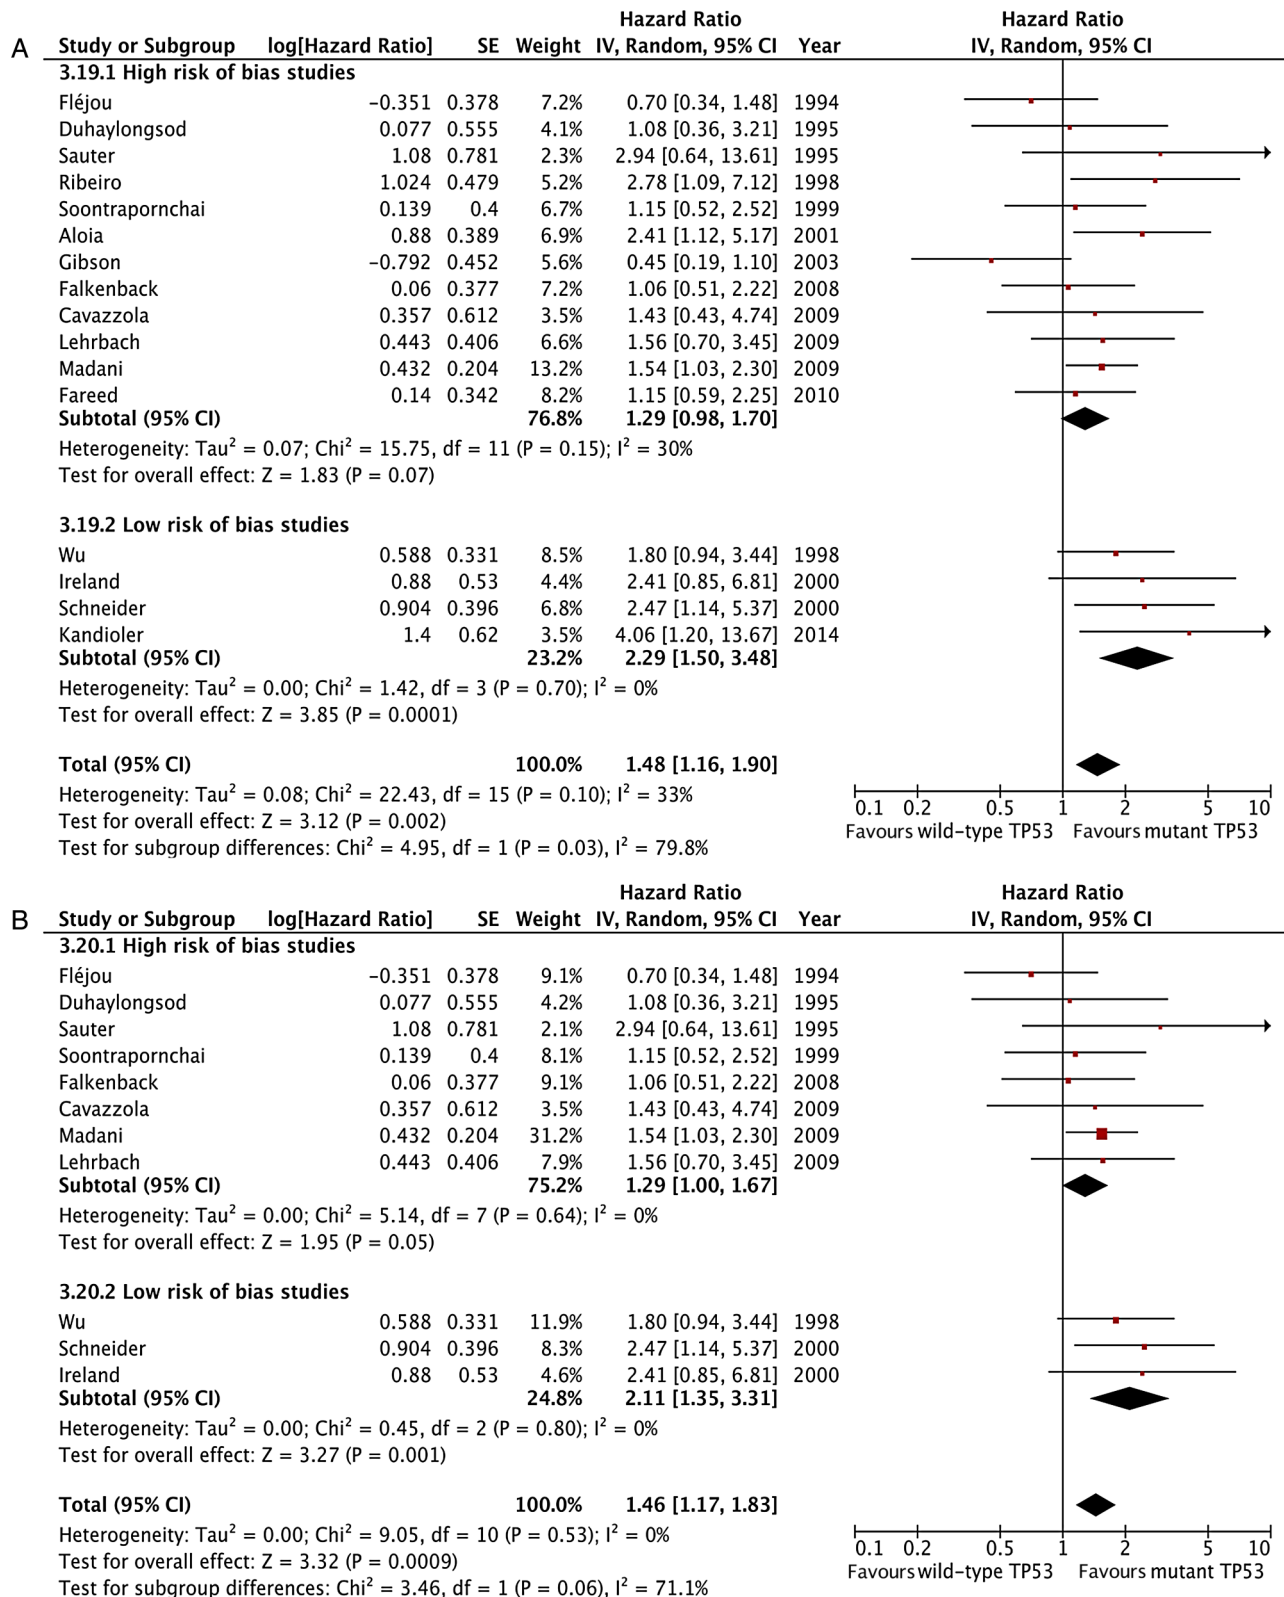 A
Hazard Ratio Hazard Ratio
Study or Subgroup log[Hazard Ratio] SE Weight IV, Random, 95% CI Year IV, Random, 95% CI
3.19.1 High risk of bias studies
Fléjou −0.351 0.378 7.2% 0.70 [0.34, 1.48] 1994
Duhaylongsod 0.077 0.555 4.1% 1.08 [0.36, 3.21] 1995
Sauter 1.08 0.781 2.3% 2.94 [0.64, 13.61] 1995
Ribeiro 1.024 0.479 5.2% 2.78 [1.09, 7.12] 1998
Soontrapornchai 0.139 0.4 6.7% 1.15 [0.52, 2.52] 1999
Aloia 0.88 0.389 6.9% 2.41 [1.12, 5.17] 2001
Gibson −0.792 0.452 5.6% 0.45 [0.19, 1.10] 2003
Falkenback 0.06 0.377 7.2% 1.06 [0.51, 2.22] 2008
Cavazzola 0.357 0.612 3.5% 1.43 [0.43, 4.74] 2009
Lehrbach 0.443 0.406 6.6% 1.56 [0.70, 3.45] 2009
Madani 0.432 0.204 13.2% 1.54 [1.03, 2.30] 2009
Fareed 0.14 0.342 8.2% 1.15 [0.59, 2.25] 2010
Subtotal (95% CI) 76.8% 1.29 [0.98, 1.70]
Heterogeneity: Tau² = 0.07; Chi² = 15.75, df = 11 (P = 0.15); I² = 30%
Test for overall effect: Z = 1.83 (P = 0.07)
3.19.2 Low risk of bias studies
Wu 0.588 0.331 8.5% 1.80 [0.94, 3.44] 1998
Ireland 0.88 0.53 4.4% 2.41 [0.85, 6.81] 2000
Schneider 0.904 0.396 6.8% 2.47 [1.14, 5.37] 2000
Kandioler 1.4 0.62 3.5% 4.06 [1.20, 13.67] 2014
Subtotal (95% CI) 23.2% 2.29 [1.50, 3.48]
Heterogeneity: Tau² = 0.00; Chi² = 1.42, df = 3 (P = 0.70); I² = 0%
Test for overall effect: Z = 3.85 (P = 0.0001)
Total (95% CI) 100.0% 1.48 [1.16, 1.90]
Heterogeneity: Tau² = 0.08; Chi² = 22.43, df = 15 (P = 0.10); I² = 33%
Test for overall effect: Z = 3.12 (P = 0.002)
Test for subgroup differences: Chi² = 4.95, df = 1 (P = 0.03), I² = 79.8%
0.1 0.2 0.5 1 2 5 10
Favours wild-type TP53 Favours mutant TP53
B
Hazard Ratio Hazard Ratio
Study or Subgroup log[Hazard Ratio] SE Weight IV, Random, 95% CI Year IV, Random, 95% CI
3.20.1 High risk of bias studies
Fléjou −0.351 0.378 9.1% 0.70 [0.34, 1.48] 1994
Duhaylongsod 0.077 0.555 4.2% 1.08 [0.36, 3.21] 1995
Sauter 1.08 0.781 2.1% 2.94 [0.64, 13.61] 1995
Soontrapornchai 0.139 0.4 8.1% 1.15 [0.52, 2.52] 1999
Falkenback 0.06 0.377 9.1% 1.06 [0.51, 2.22] 2008
Cavazzola 0.357 0.612 3.5% 1.43 [0.43, 4.74] 2009
Madani 0.432 0.204 31.2% 1.54 [1.03, 2.30] 2009
Lehrbach 0.443 0.406 7.9% 1.56 [0.70, 3.45] 2009
Subtotal (95% CI) 75.2% 1.29 [1.00, 1.67]
Heterogeneity: Tau² = 0.00; Chi² = 5.14, df = 7 (P = 0.64); I² = 0%
Test for overall effect: Z = 1.95 (P = 0.05)
3.20.2 Low risk of bias studies
Wu 0.588 0.331 11.9% 1.80 [0.94, 3.44] 1998
Schneider 0.904 0.396 8.3% 2.47 [1.14, 5.37] 2000
Ireland 0.88 0.53 4.6% 2.41 [0.85, 6.81] 2000
Subtotal (95% CI) 24.8% 2.11 [1.35, 3.31]
Heterogeneity: Tau² = 0.00; Chi² = 0.45, df = 2 (P = 0.80); I² = 0%
Test for overall effect: Z = 3.27 (P = 0.001)
Total (95% CI) 100.0% 1.46 [1.17, 1.83]
Heterogeneity: Tau² = 0.00; Chi² = 9.05, df = 10 (P = 0.53); I² = 0%
Test for overall effect: Z = 3.32 (P = 0.0009)
Test for subgroup differences: Chi² = 3.46, df = 1 (P = 0.06), I² = 71.1%
0.1 0.2 0.5 1 2 5 10
Favours wild-type TP53 Favours mutant TP53